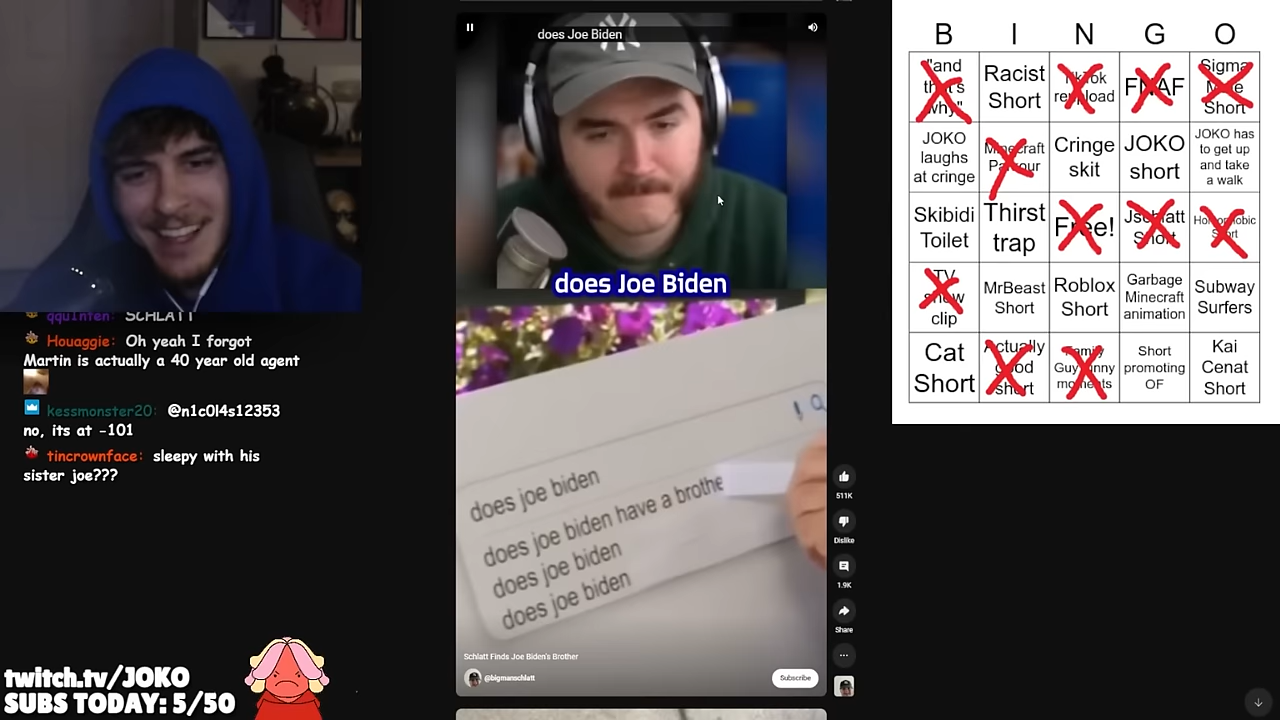 does Joe Biden
does Joe Biden
does joe biden
does joe biden have a brothe
does joe biden
does joe biden
Schlatt Finds Joe Biden's Brother
@bigmanschlatt
Subscribe
511K
Dislike
1.9K
Share
qquinten: SCHLATT
Houaggie: Oh yeah I forgot
Martin is actually a 40 year old agent
kessmonster20: @n1c0l4s12353
no, its at -101
tincrownface: sleepy with his
sister joe???
twitch.tv/JOKO
SUBS TODAY: 5/50
B I N G O
"and
that's
why"
Racist
Short
TikTok
reupload
FNAF
Sigma
Male
Short
JOKO
laughs
at cringe
Minecraft
Parkour
Cringe
skit
JOKO
short
JOKO has
to get up
and take
a walk
Skibidi
Toilet
Thirst
trap
Free!
Jschlatt
Short
Homophobic
Short
TV
show
clip
MrBeast
Short
Roblox
Short
Garbage
Minecraft
animation
Subway
Surfers
Cat
Short
Actually
good
short
Family
Guy funny
moments
Short
promoting
OF
Kai
Cenat
Short